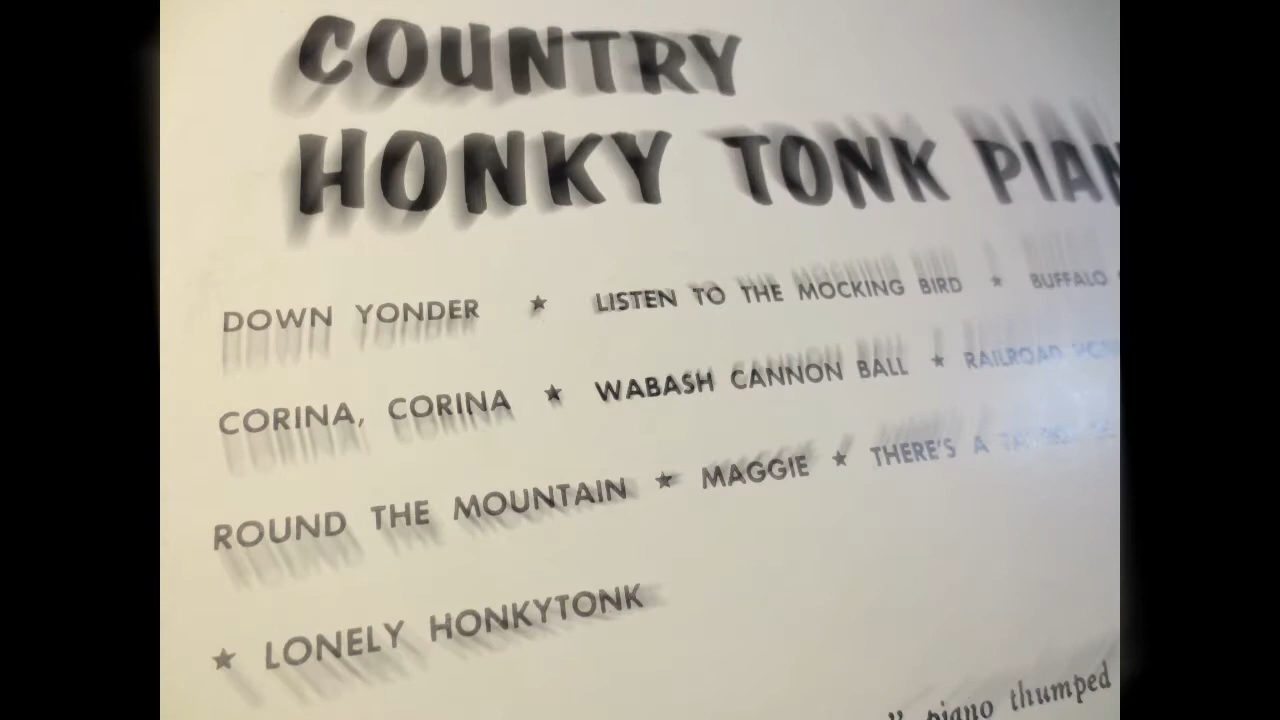 COUNTRY
HONKY TONK PIAN
DOWN YONDER ★ LISTEN TO THE MOCKING BIRD ★ BUFFALO
CORINA, CORINA ★ WABASH CANNON BALL ★ RAILROAD
ROUND THE MOUNTAIN ★ MAGGIE ★ THERE'S A
★ LONELY HONKYTONK
piano thumped